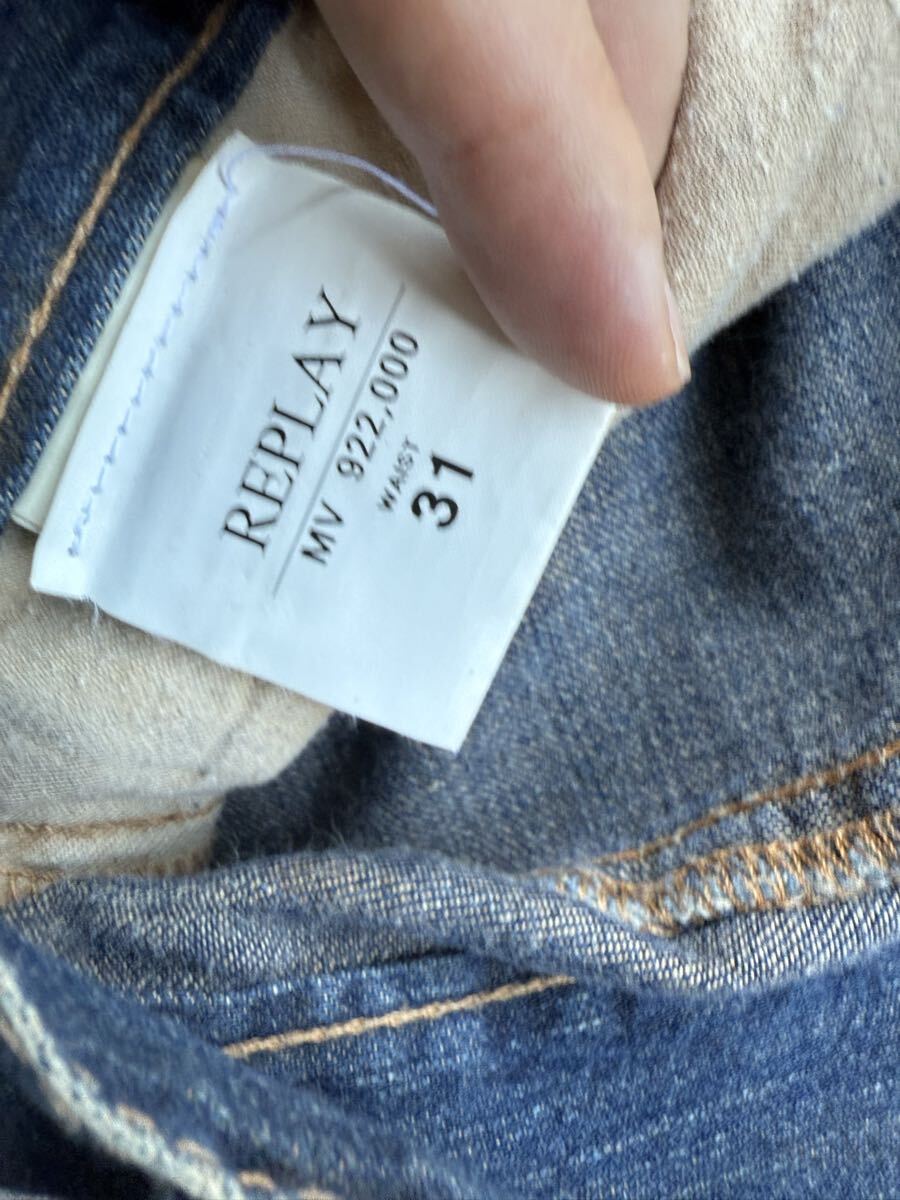 REPLAY
MV 922,000
WAIST
31